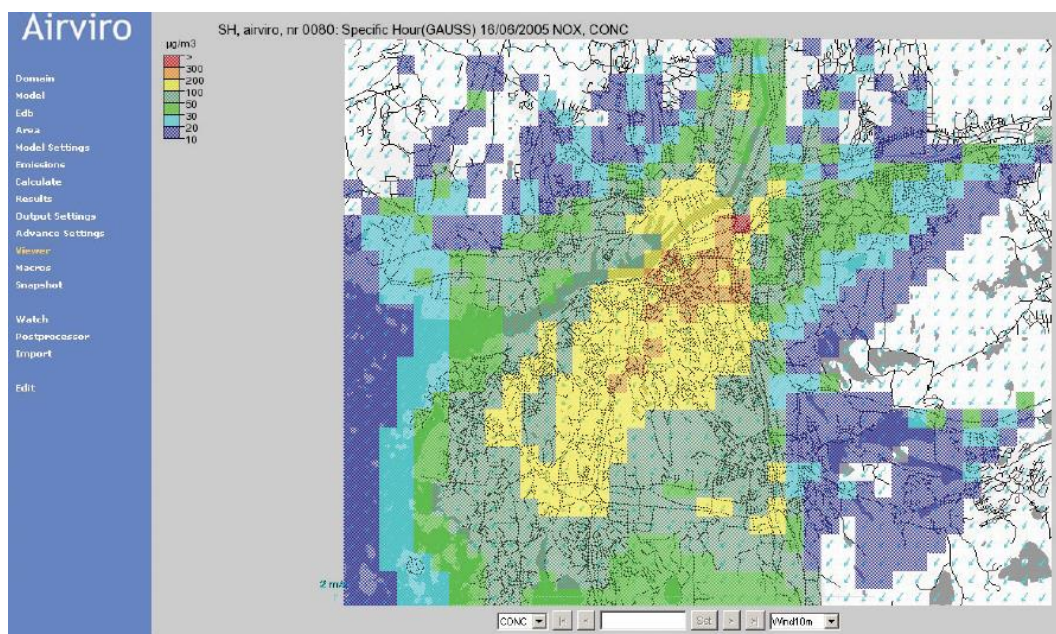 Airviro
SH, airviro, nr 0080: Specific Hour(GAUSS) 16/06/2005 NOX, CONC
µg/m3
>
300
200
100
50
30
20
10
Domain
Model
Edb
Area
Model Settings
Emissions
Calculate
Results
Output Settings
Advance Settings
Viewer
Macros
Snapshot
Watch
Postprocessor
Import
Edit
2 m/s
CONC |< < Set > >| Wind10m